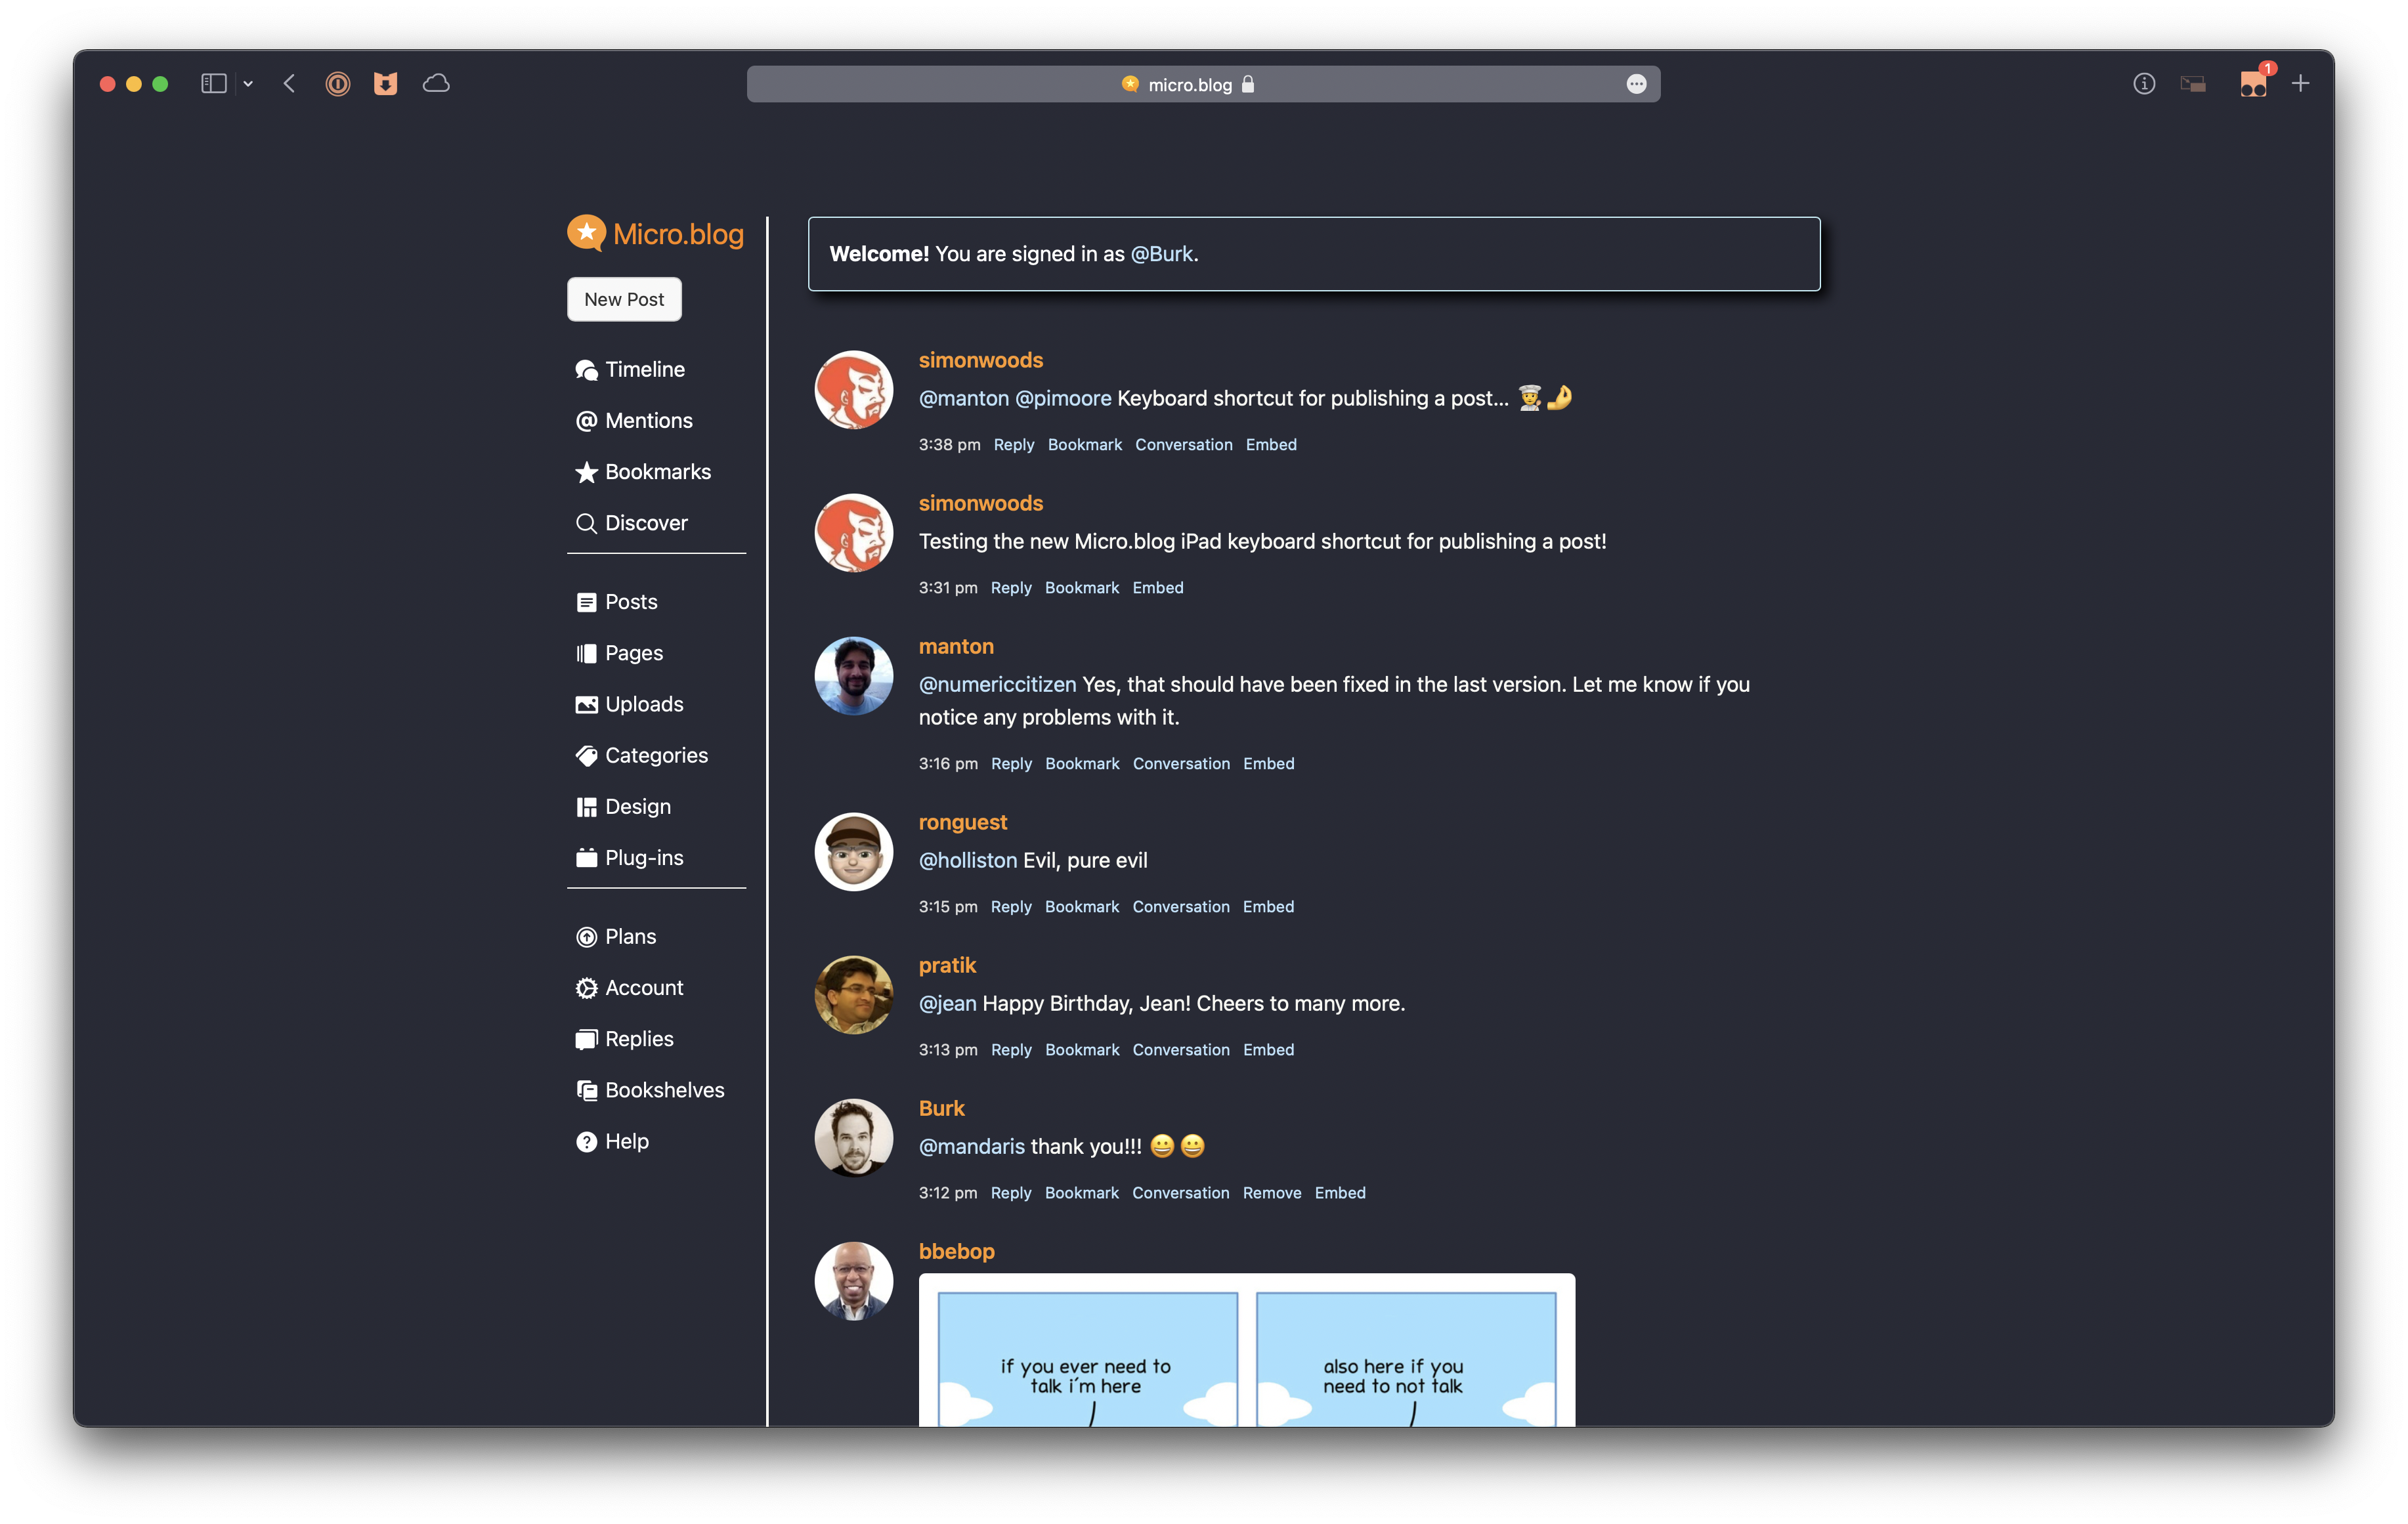 micro.blog
1
Micro.blog
New Post
Timeline
@ Mentions
Bookmarks
Discover
Posts
Pages
Uploads
Categories
Design
Plug-ins
Plans
Account
Replies
Bookshelves
Help
Welcome! You are signed in as @Burk.
simonwoods
@manton @pimoore Keyboard shortcut for publishing a post... 👨‍🍳🤌
3:38 pm Reply Bookmark Conversation Embed
simonwoods
Testing the new Micro.blog iPad keyboard shortcut for publishing a post!
3:31 pm Reply Bookmark Embed
manton
@numericcitizen Yes, that should have been fixed in the last version. Let me know if you
notice any problems with it.
3:16 pm Reply Bookmark Conversation Embed
ronguest
@holliston Evil, pure evil
3:15 pm Reply Bookmark Conversation Embed
pratik
@jean Happy Birthday, Jean! Cheers to many more.
3:13 pm Reply Bookmark Conversation Embed
Burk
@mandaris thank you!!! 😀😀
3:12 pm Reply Bookmark Conversation Remove Embed
bbebop
if you ever need to
talk i'm here
also here if you
need to not talk